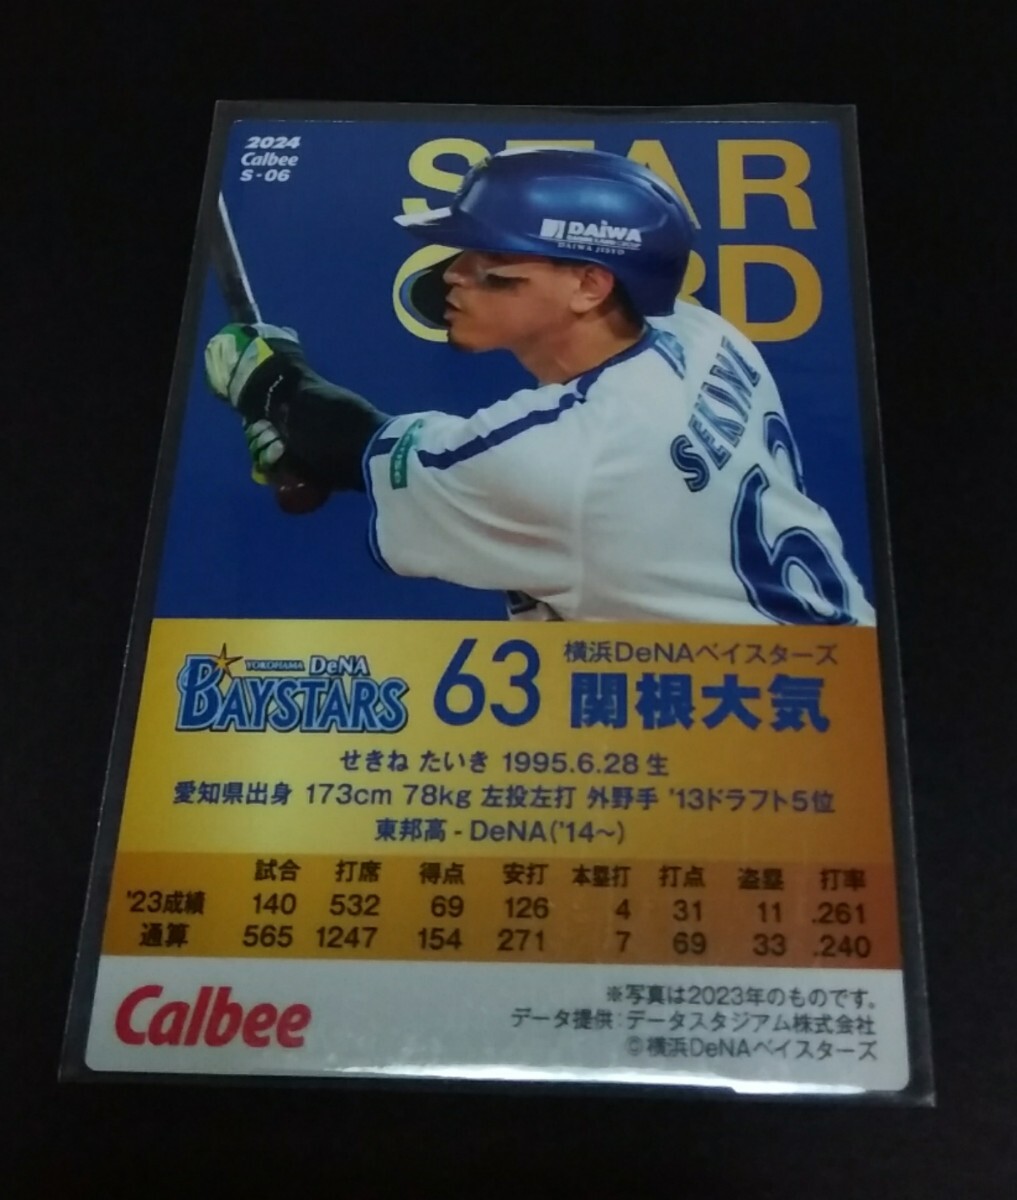 2024
Calbee
S-06
STAR
CARD
DAIWA
DAIWA JISYO
SEKINE
6
YOKOHAMA DeNA
BAYSTARS
63
横浜DeNAベイスターズ
関根大気
せきね たいき 1995.6.28生
愛知県出身 173cm 78kg 左投左打 外野手 '13ドラフト5位
東邦高-DeNA('14~)
試合 打席 得点 安打 本塁打 打点 盗塁 打率
'23成績 140 532 69 126 4 31 11 .261
通算 565 1247 154 271 7 69 33 .240
Calbee
※写真は2023年のものです。
データ提供:データスタジアム株式会社
©横浜DeNAベイスターズ